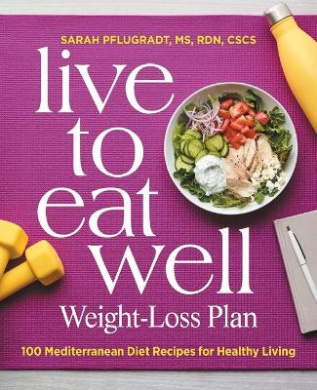 SARAH PFLUGRADT, MS, RDN, CSCS
live
to
eat
well
Weight-Loss Plan
100 Mediterranean Diet Recipes for Healthy Living